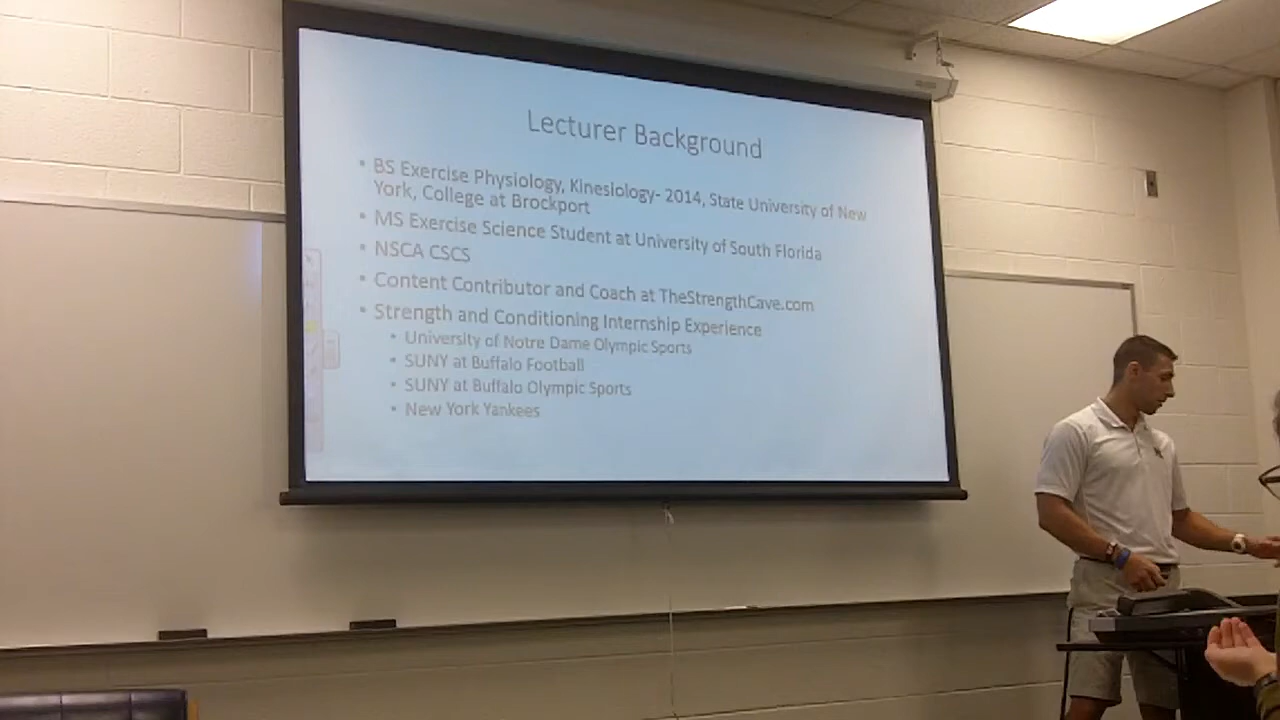 Lecturer Background
• BS Exercise Physiology, Kinesiology- 2014, State University of New
York, College at Brockport
• MS Exercise Science Student at University of South Florida
• NSCA CSCS
• Content Contributor and Coach at TheStrengthCave.com
• Strength and Conditioning Internship Experience
• University of Notre Dame Olympic Sports
• SUNY at Buffalo Football
• SUNY at Buffalo Olympic Sports
• New York Yankees